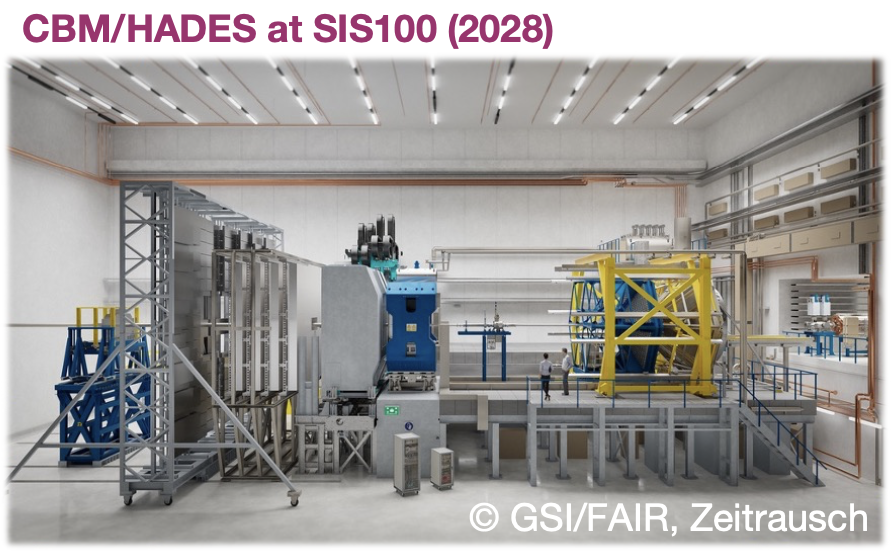 CBM/HADES at SIS100 (2028)
© GSI/FAIR, Zeitrausch